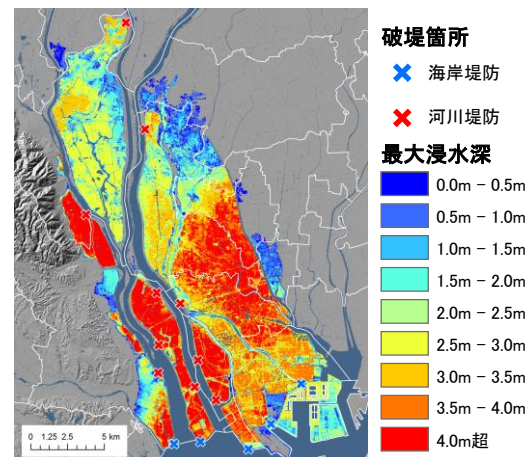 破堤箇所
海岸堤防
河川堤防
最大浸水深
0.0m − 0.5m
0.5m − 1.0m
1.0m − 1.5m
1.5m − 2.0m
2.0m − 2.5m
2.5m − 3.0m
3.0m − 3.5m
3.5m − 4.0m
4.0m超
0 1.25 2.5 5 km